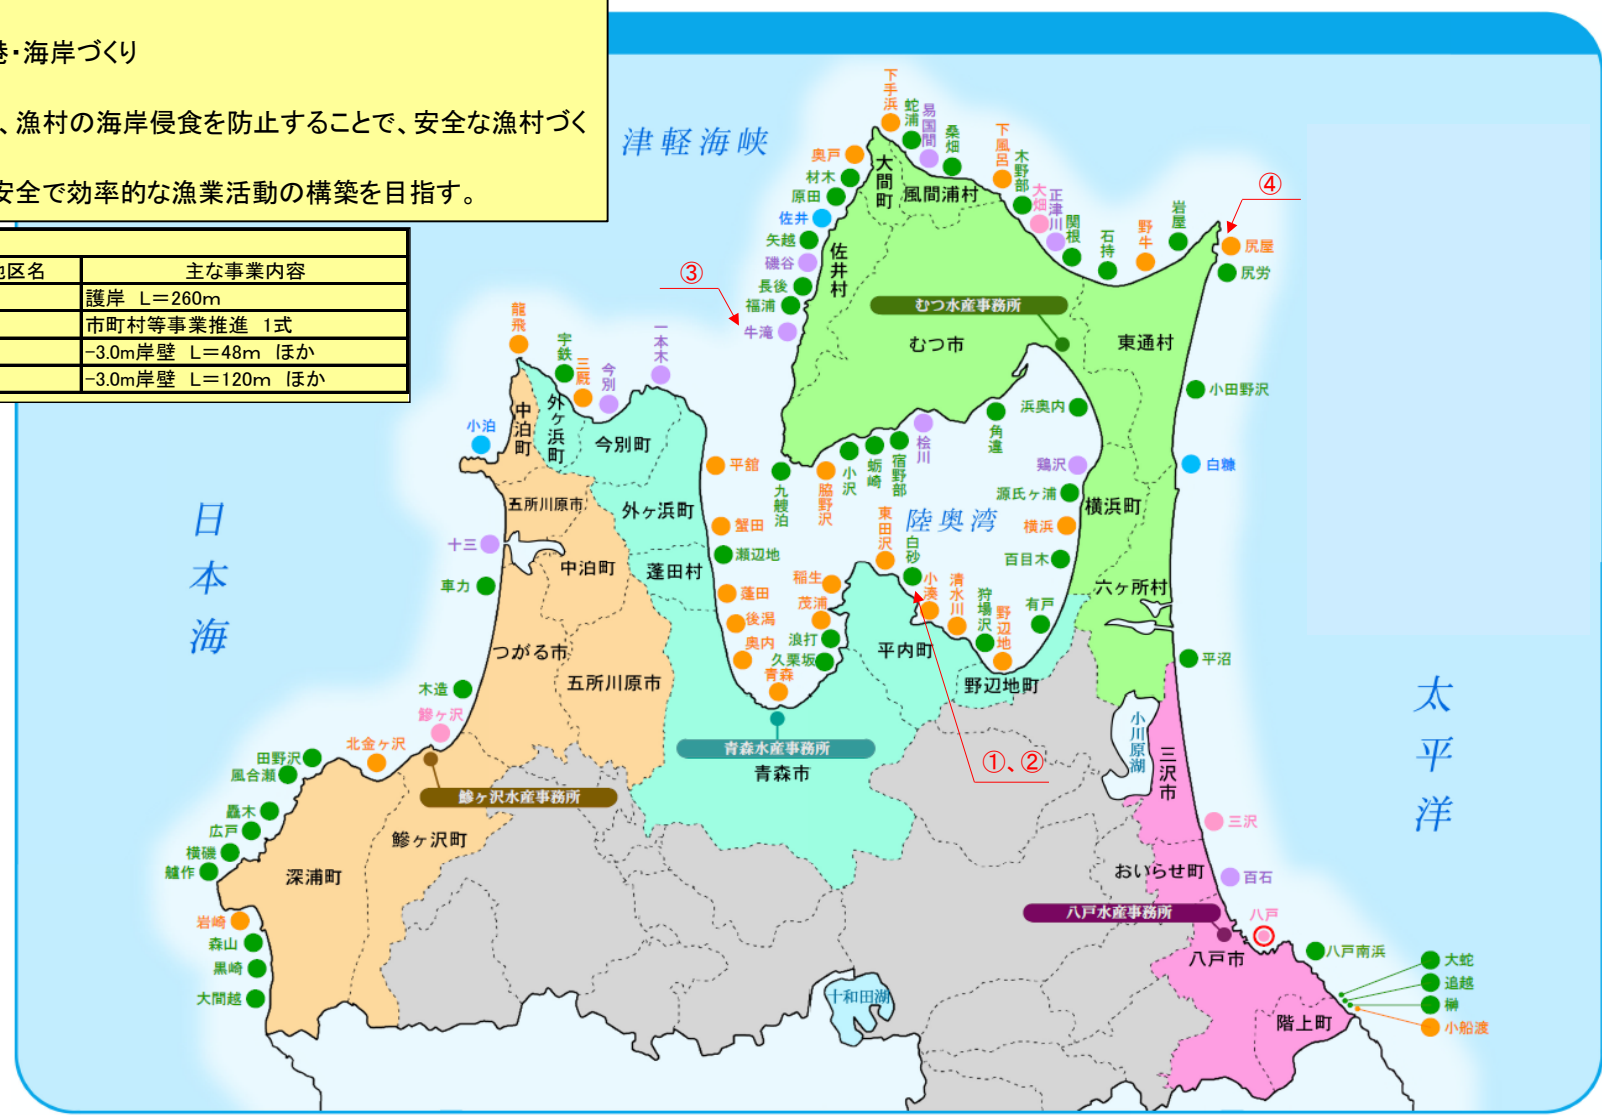 港・海岸づくり
、漁村の海岸侵食を防止することで、安全な漁村づく
安全で効率的な漁業活動の構築を目指す。
地区名 主な事業内容
護岸 L=260m
市町村等事業推進 1式
-3.0m岸壁 L=48m ほか
-3.0m岸壁 L=120m ほか
津軽海峡
日本海
太平洋
陸奥湾
下手浜
蛇浦
易国間
桑畑
下風呂
木野部
大畑
正津川
関根
石持
野牛
岩屋
④
尻屋
尻労
奥戸
材木
原田
佐井
矢越
磯谷
長後
福浦
牛滝
③
大間町
風間浦村
佐井村
むつ水産事務所
むつ市
東通村
小田野沢
白糠
龍飛
宇鉄
三厩
今別
一本木
小泊
中泊町
外ヶ浜町
今別町
五所川原市
外ヶ浜町
平舘
蟹田
瀬辺地
蓬田
後潟
奥内
青森
九艘泊
脇野沢
小沢
蛎崎
宿野部
桧川
角違
浜奥内
鶏沢
源氏ヶ浦
横浜
百目木
有戸
横浜町
六ヶ所村
東田沢
白砂
小湊
清水川
狩場沢
野辺地
稲生
茂浦
浪打
久栗坂
十三
車力
中泊町
蓬田村
つがる市
五所川原市
平内町
野辺地町
平沼
木造
鰺ヶ沢
北金ヶ沢
田野沢
風合瀬
轟木
広戸
横磯
艫作
岩崎
森山
黒崎
大間越
青森水産事務所
青森市
①、②
小川原湖
三沢市
鰺ヶ沢水産事務所
鰺ヶ沢町
深浦町
三沢
おいらせ町
百石
八戸水産事務所
八戸
八戸市
八戸南浜
大蛇
追越
榊
小船渡
階上町
十和田湖